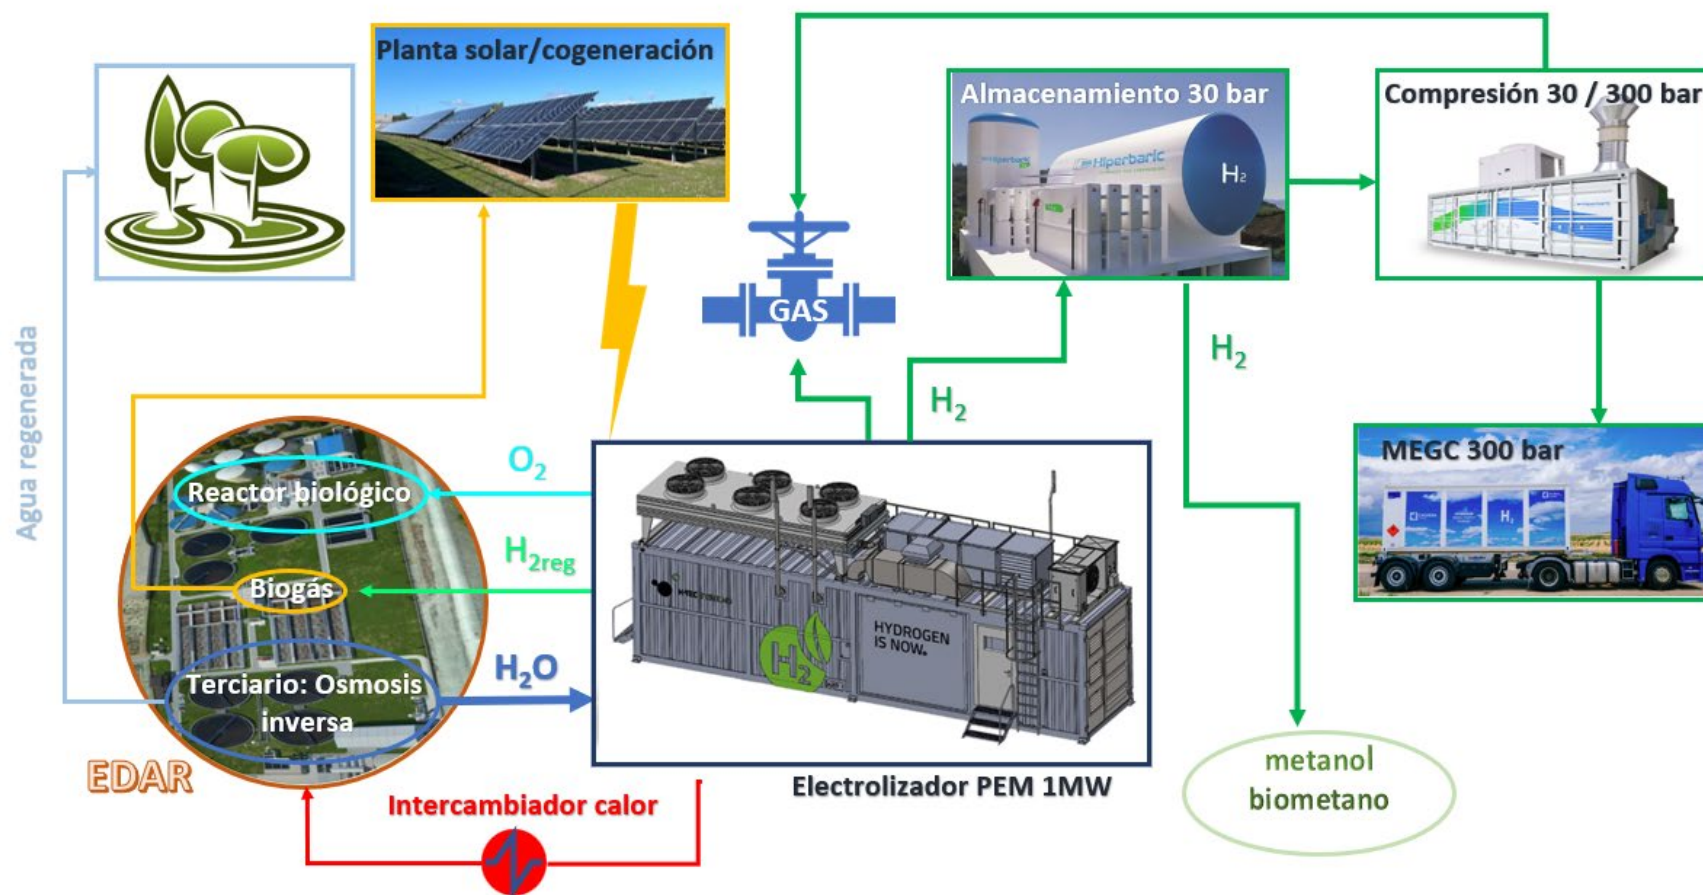 Planta solar/cogeneración
Almacenamiento 30 bar
Compresión 30 / 300 bar
Hiperbaric
H2
GAS
Agua regenerada
H2
H2
MEGC 300 bar
O2
Reactor biológico
H2reg
Biogás
H2O
Terciario: Osmosis
inversa
HYDROGEN
IS NOW.
H2
H2
EDAR
Electrolizador PEM 1MW
Intercambiador calor
metanol
biometano